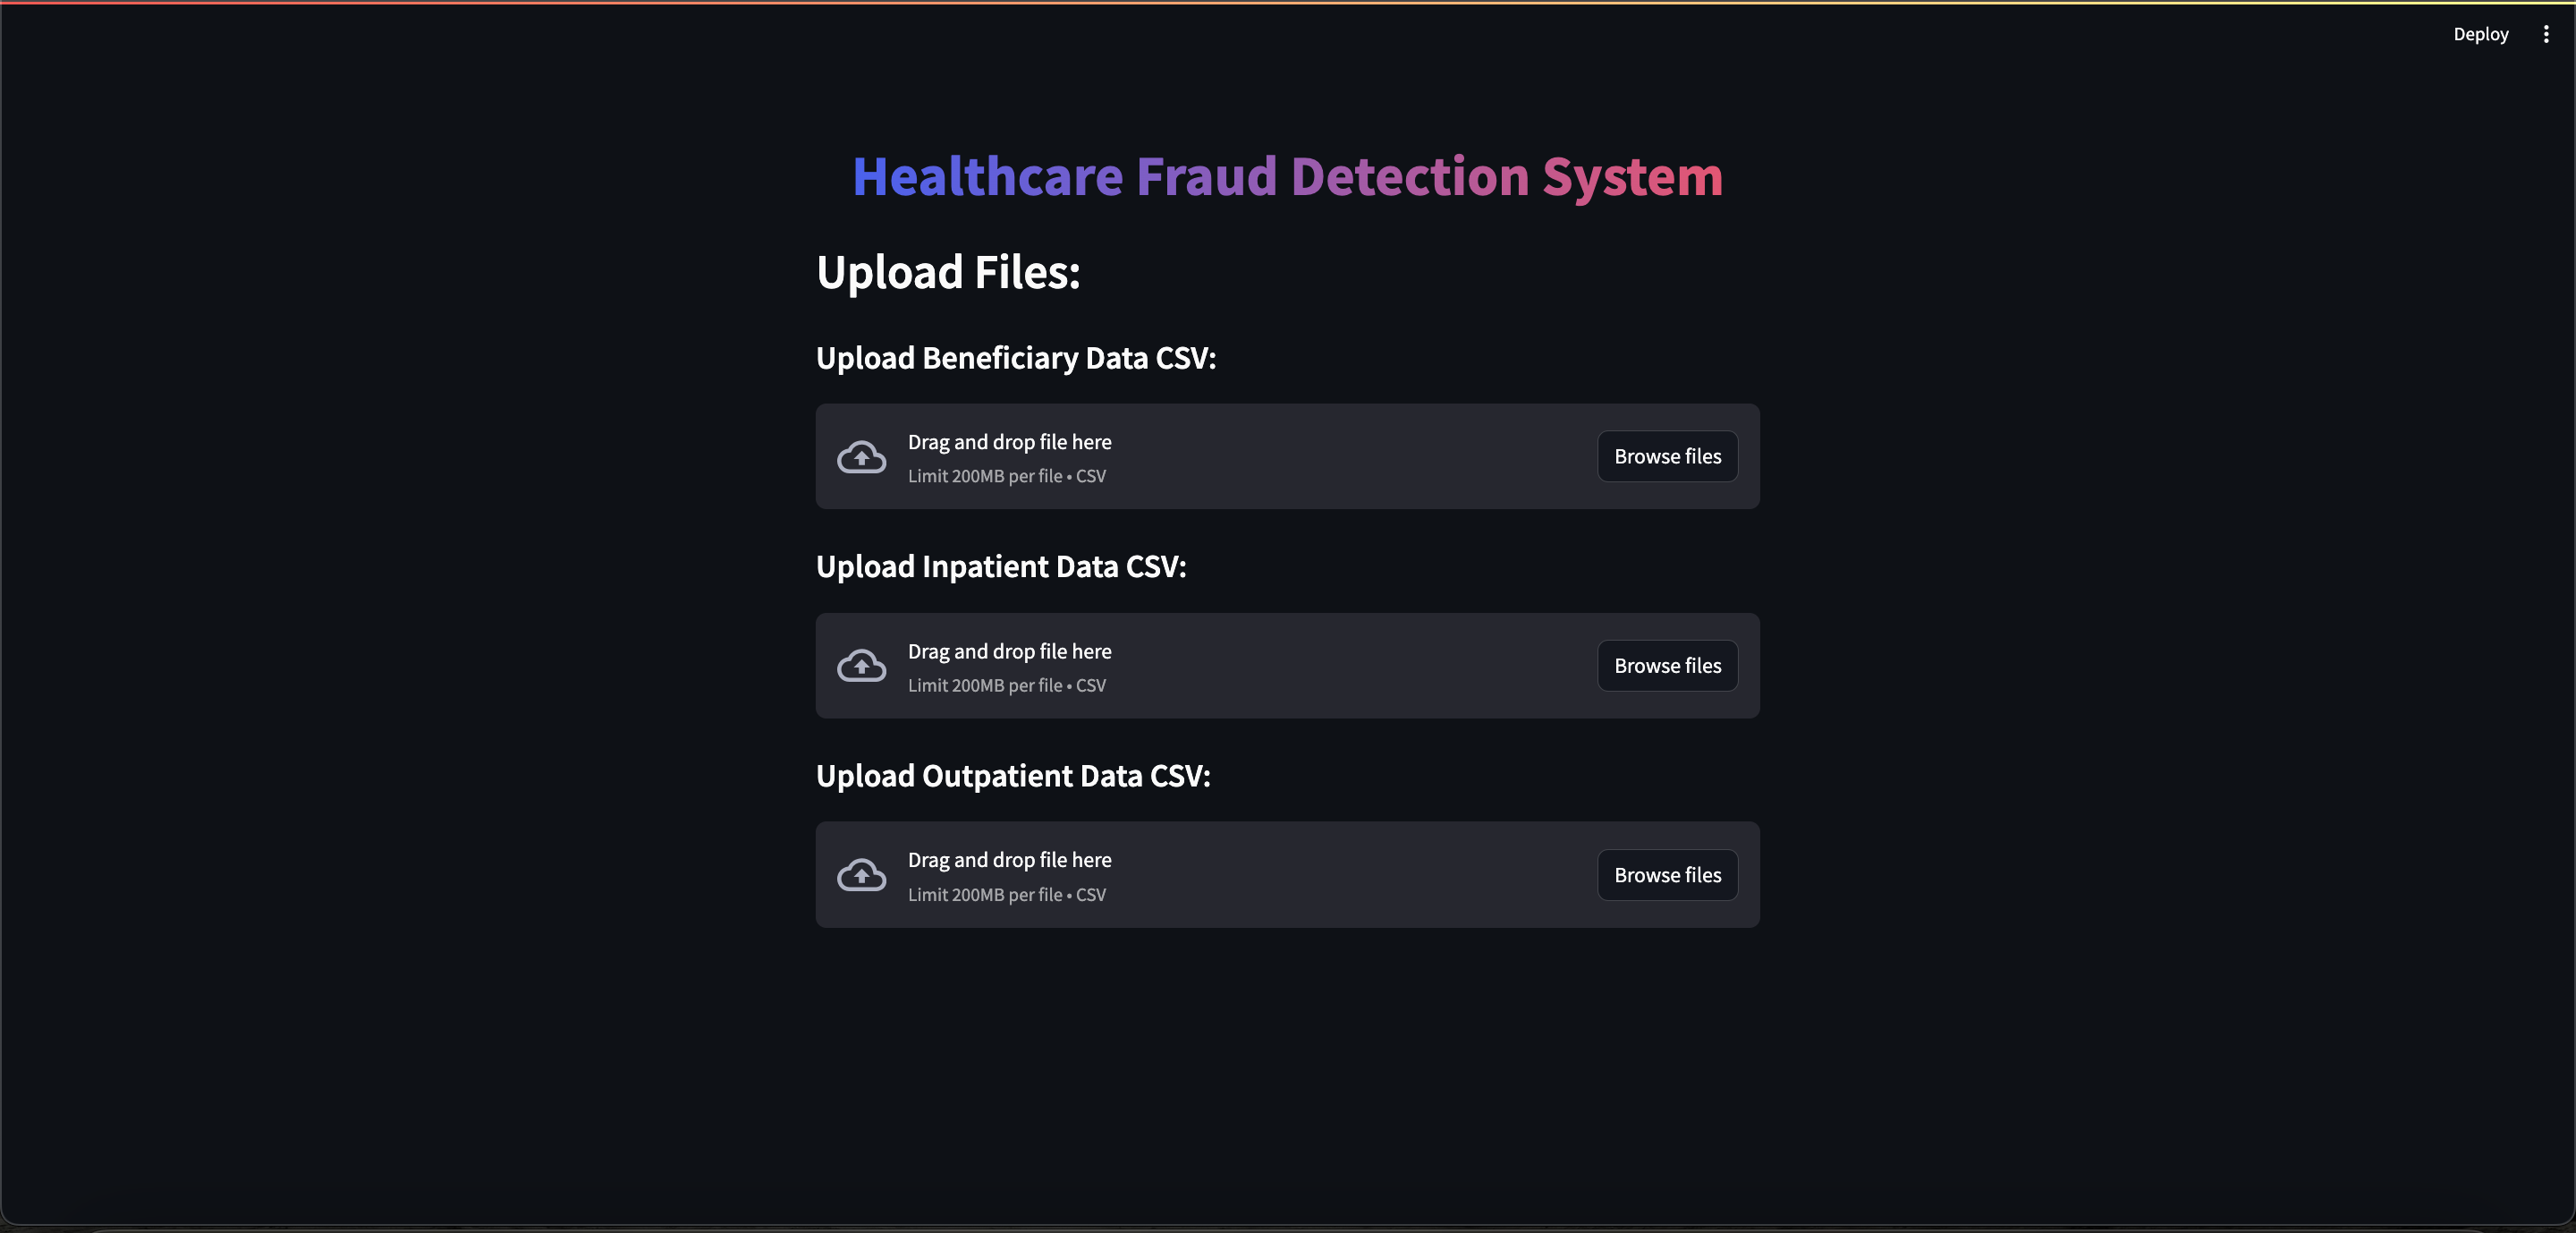 Deploy
Healthcare Fraud Detection System
Upload Files:
Upload Beneficiary Data CSV:
Drag and drop file here
Limit 200MB per file • CSV
Browse files
Upload Inpatient Data CSV:
Drag and drop file here
Limit 200MB per file • CSV
Browse files
Upload Outpatient Data CSV:
Drag and drop file here
Limit 200MB per file • CSV
Browse files